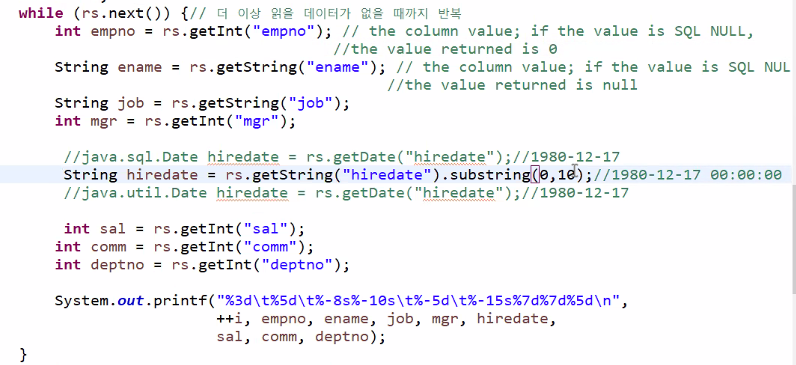 while (rs.next()) {// 더 이상 읽을 데이터가 없을 때까지 반복
int empno = rs.getInt("empno"); // the column value; if the value is SQL NULL,
//the value returned is 0
String ename = rs.getString("ename"); // the column value; if the value is SQL NUL
//the value returned is null
String job = rs.getString("job");
int mgr = rs.getInt("mgr");
//java.sql.Date hiredate = rs.getDate("hiredate");//1980-12-17
String hiredate = rs.getString("hiredate").substring(0,10);//1980-12-17 00:00:00
//java.util.Date hiredate = rs.getDate("hiredate");//1980-12-17
int sal = rs.getInt("sal");
int comm = rs.getInt("comm");
int deptno = rs.getInt("deptno");
System.out.printf("%3d\t%5d\t%-8s%-10s\t%-5d\t%-15s%7d%7d%5d\n",
++i, empno, ename, job, mgr, hiredate,
sal, comm, deptno);
}